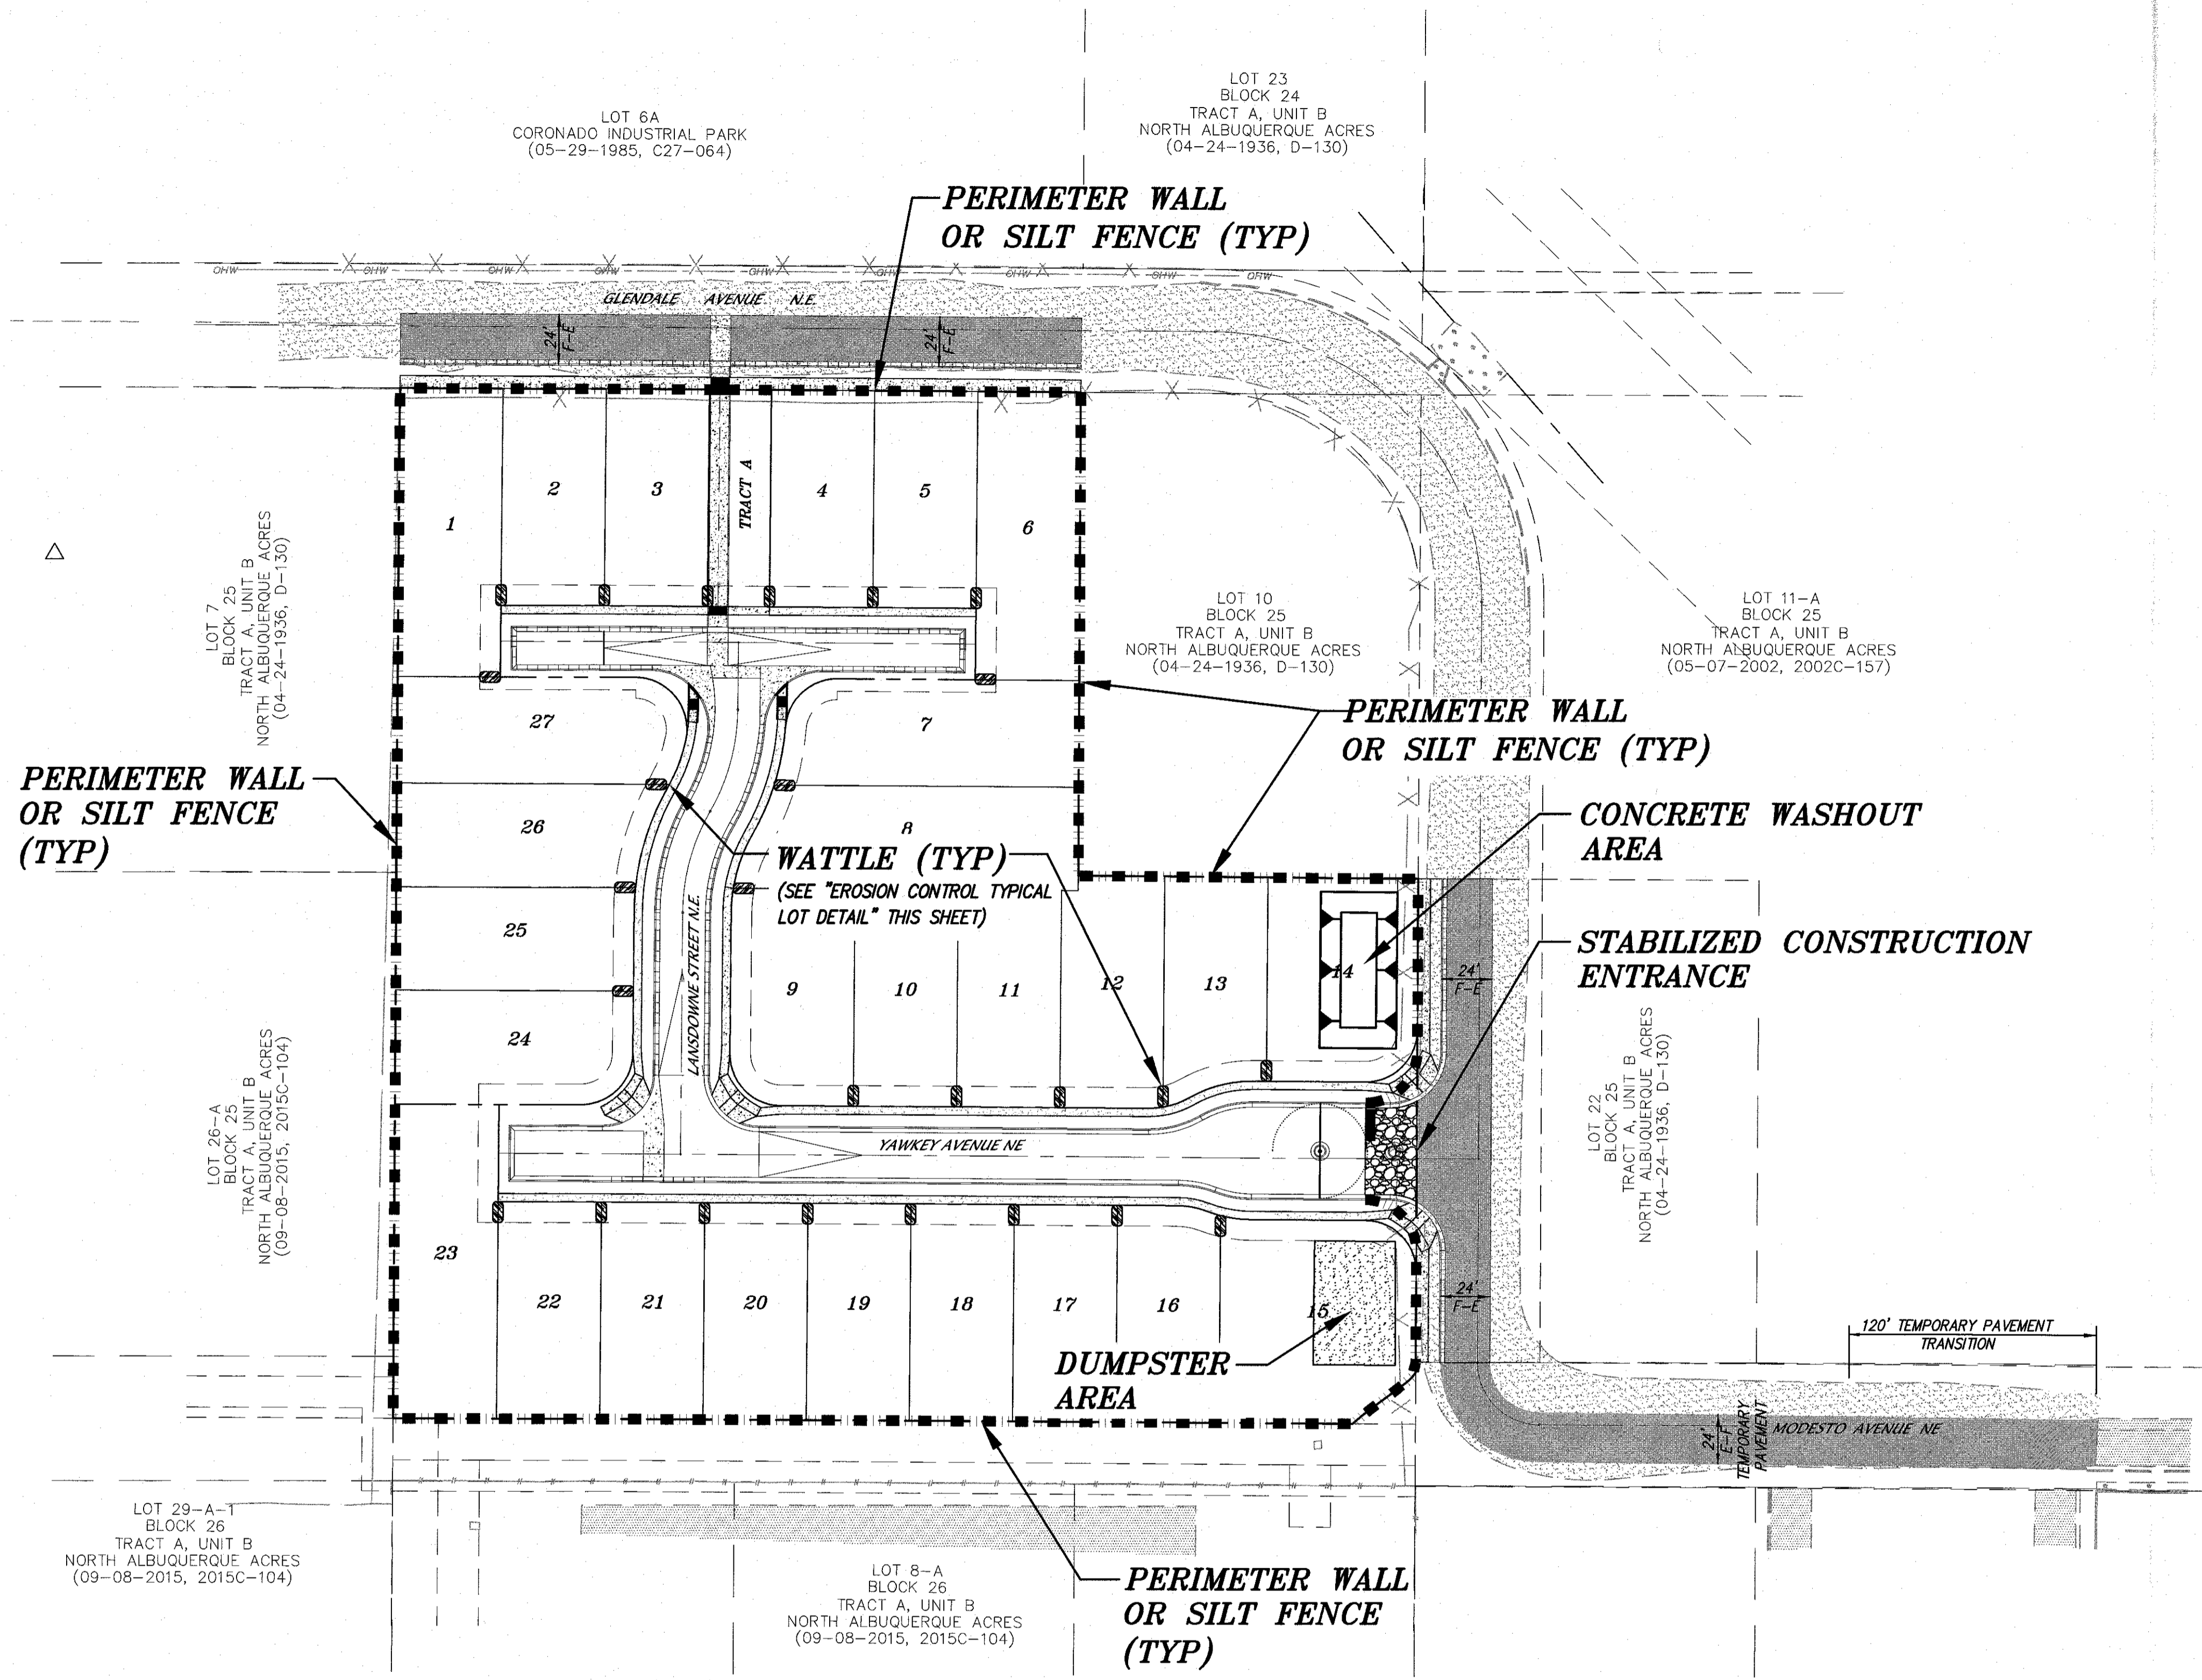 LOT 6A
CORONADO INDUSTRIAL PARK
(05-29-1985, C27-064)
LOT 23
BLOCK 24
TRACT A, UNIT B
NORTH ALBUQUERQUE ACRES
(04-24-1936, D-130)
PERIMETER WALL
OR SILT FENCE (TYP)
OHW OHW OHW OHW OHW OHW OHW OHW OHW
GLENDALE AVENUE N.E.
24'
F-E
24'
F-E
1
2
3
TRACT A
4
5
6
LOT 7
BLOCK 25
TRACT A, UNIT B
NORTH ALBUQUERQUE ACRES
(04-24-1936, D-130)
LOT 10
BLOCK 25
TRACT A, UNIT B
NORTH ALBUQUERQUE ACRES
(04-24-1936, D-130)
LOT 11-A
BLOCK 25
TRACT A, UNIT B
NORTH ALBUQUERQUE ACRES
(05-07-2002, 2002C-157)
27
7
PERIMETER WALL
OR SILT FENCE (TYP)
PERIMETER WALL
OR SILT FENCE
(TYP)
26
8
WATTLE (TYP)
(SEE "EROSION CONTROL TYPICAL
LOT DETAIL" THIS SHEET)
CONCRETE WASHOUT
AREA
25
LANSDOWNE STREET N.E.
STABILIZED CONSTRUCTION
ENTRANCE
9
10
11
12
13
14
24'
F-E
24
LOT 26-A
BLOCK 25
TRACT A, UNIT B
NORTH ALBUQUERQUE ACRES
(09-08-2015, 2015C-104)
LOT 22
BLOCK 25
TRACT A, UNIT B
NORTH ALBUQUERQUE ACRES
(04-24-1936, D-130)
YAWKEY AVENUE NE
23
22
21
20
19
18
17
16
15
24'
F-E
120' TEMPORARY PAVEMENT
TRANSITION
DUMPSTER
AREA
24'
E-F
TEMPORARY
PAVEMENT
MODESTO AVENUE NE
LOT 29-A-1
BLOCK 26
TRACT A, UNIT B
NORTH ALBUQUERQUE ACRES
(09-08-2015, 2015C-104)
LOT 8-A
BLOCK 26
TRACT A, UNIT B
NORTH ALBUQUERQUE ACRES
(09-08-2015, 2015C-104)
PERIMETER WALL
OR SILT FENCE
(TYP)